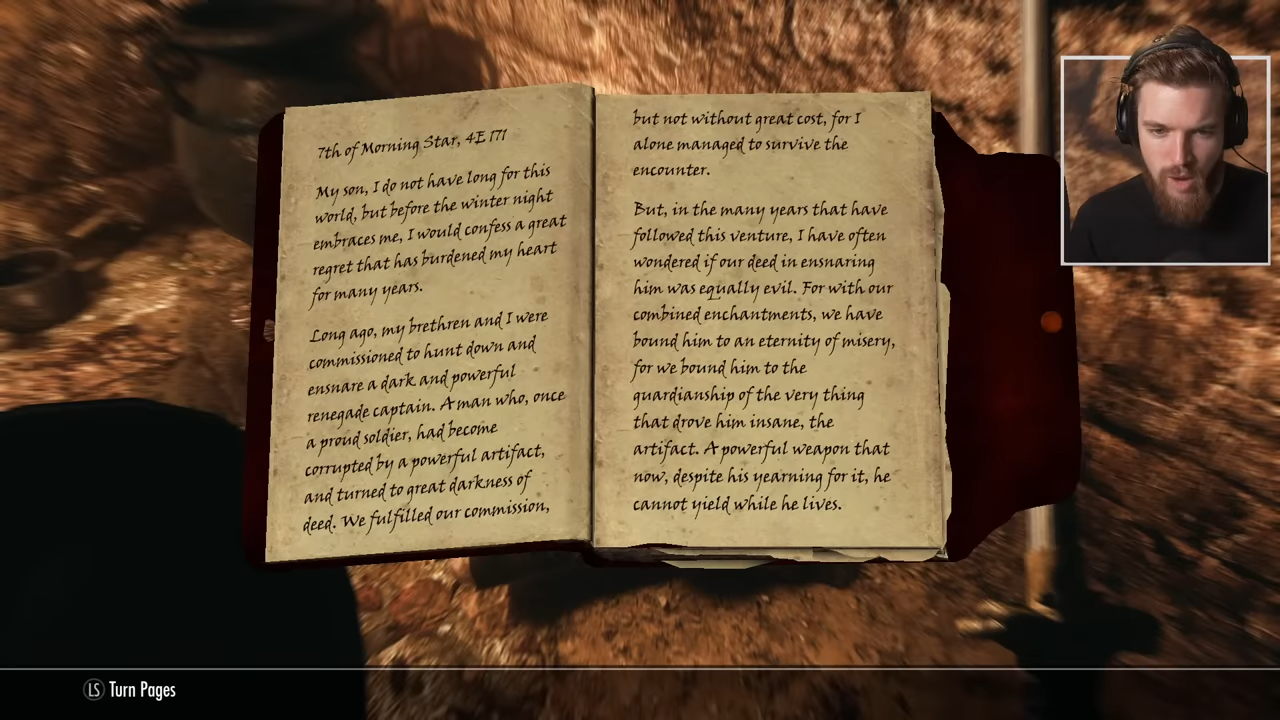 7th of Morning Star, 4E 171
My son, I do not have long for this
world, but before the winter night
embraces me, I would confess a great
regret that has burdened my heart
for many years.
Long ago, my brethren and I were
commissioned to hunt down and
ensnare a dark and powerful
renegade captain. A man who, once
a proud soldier, had become
corrupted by a powerful artifact,
and turned to great darkness of
deed. We fulfilled our commission,
but not without great cost, for I
alone managed to survive the
encounter.
But, in the many years that have
followed this venture, I have often
wondered if our deed in ensnaring
him was equally evil. For with our
combined enchantments, we have
bound him to an eternity of misery,
for we bound him to the
guardianship of the very thing
that drove him insane, the
artifact. A powerful weapon that
now, despite his yearning for it, he
cannot yield while he lives.
LS Turn Pages